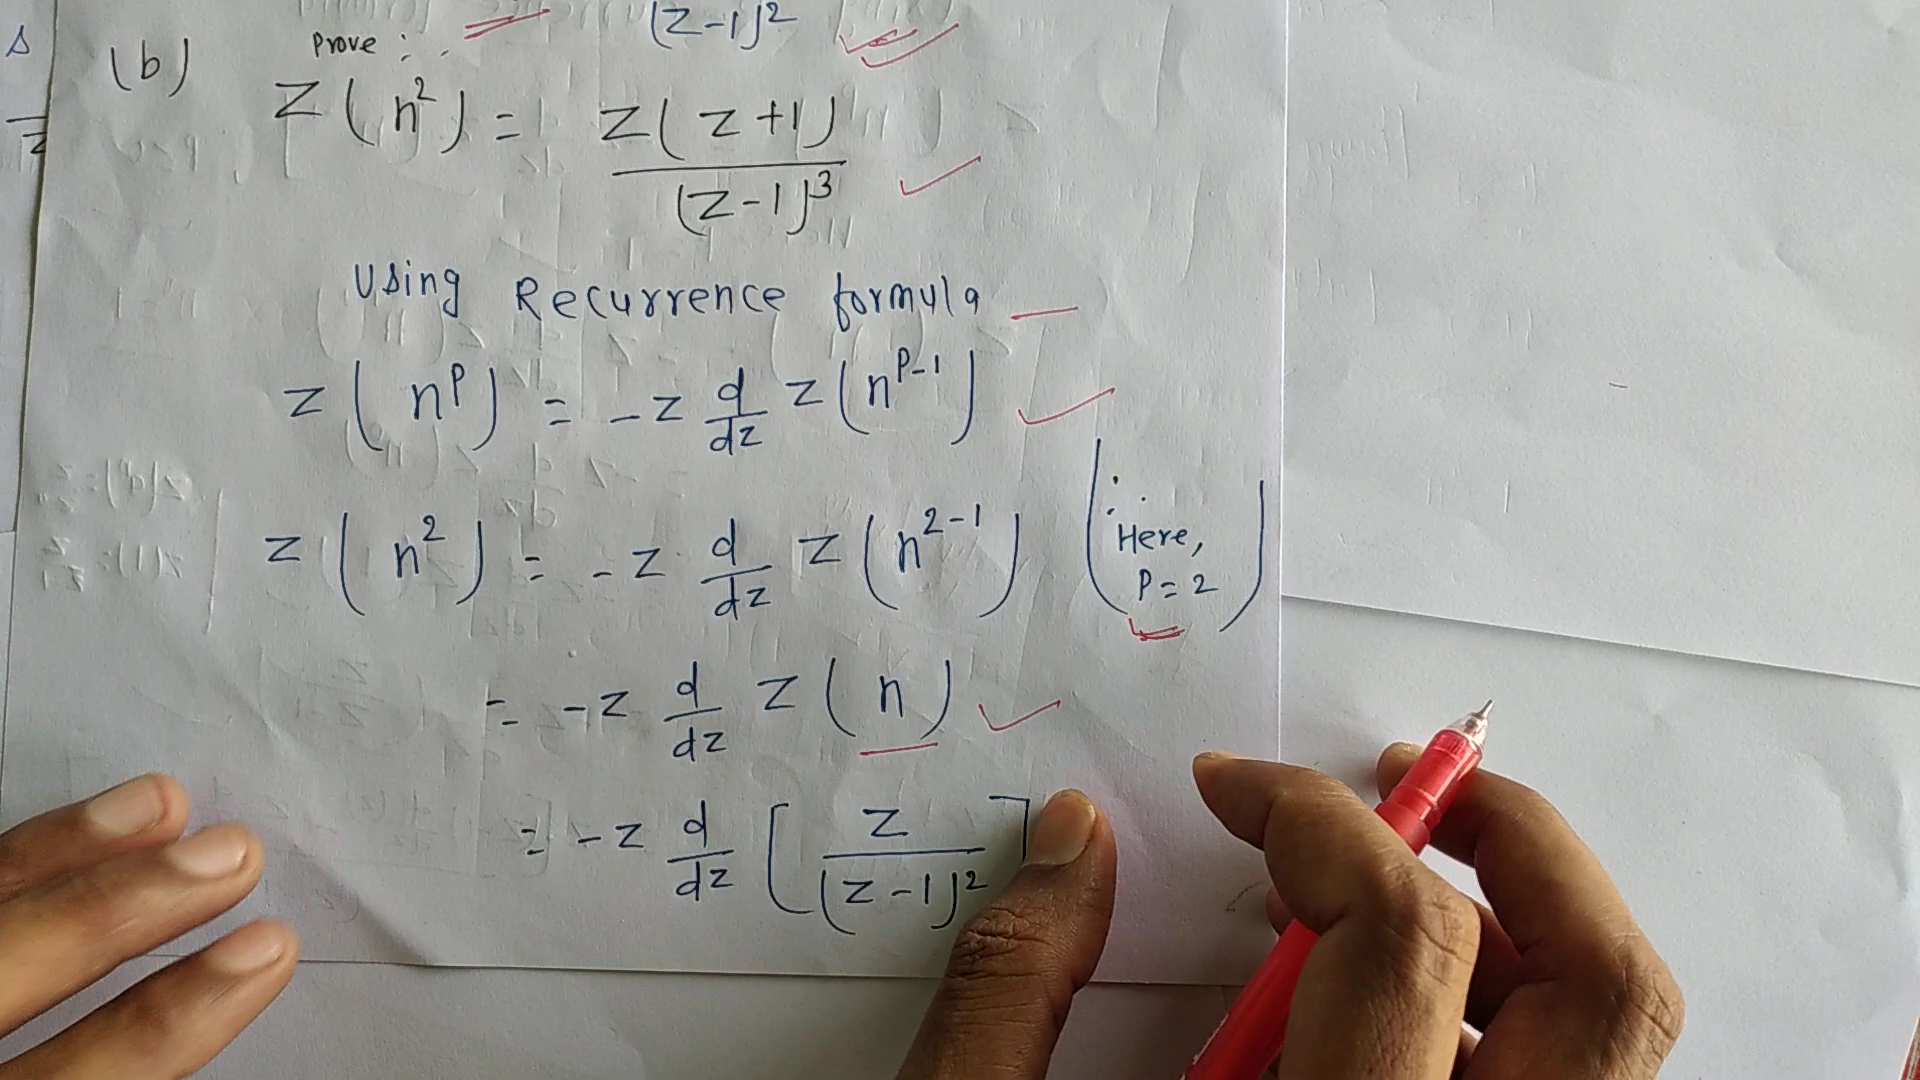 (z-1)²
(b) Prove :
Z(n²) = z(z+1) / (z-1)³
Using Recurrence formula
z(n^p) = -z d/dz z(n^(p-1))
z(n²) = -z d/dz z(n^(2-1)) (∵ Here, P=2)
= -z d/dz z(n)
= -z d/dz [z / (z-1)²]